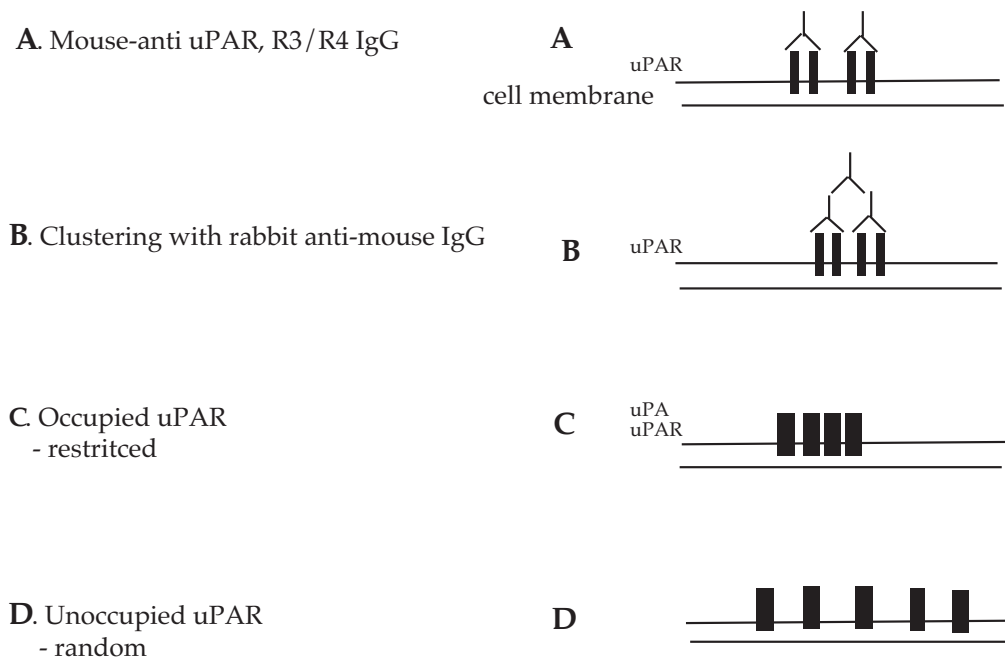 A. Mouse-anti uPAR, R3/R4 IgG
A
uPAR
cell membrane
B. Clustering with rabbit anti-mouse IgG
B
uPAR
C. Occupied uPAR
- restritced
C
uPA
uPAR
D. Unoccupied uPAR
- random
D